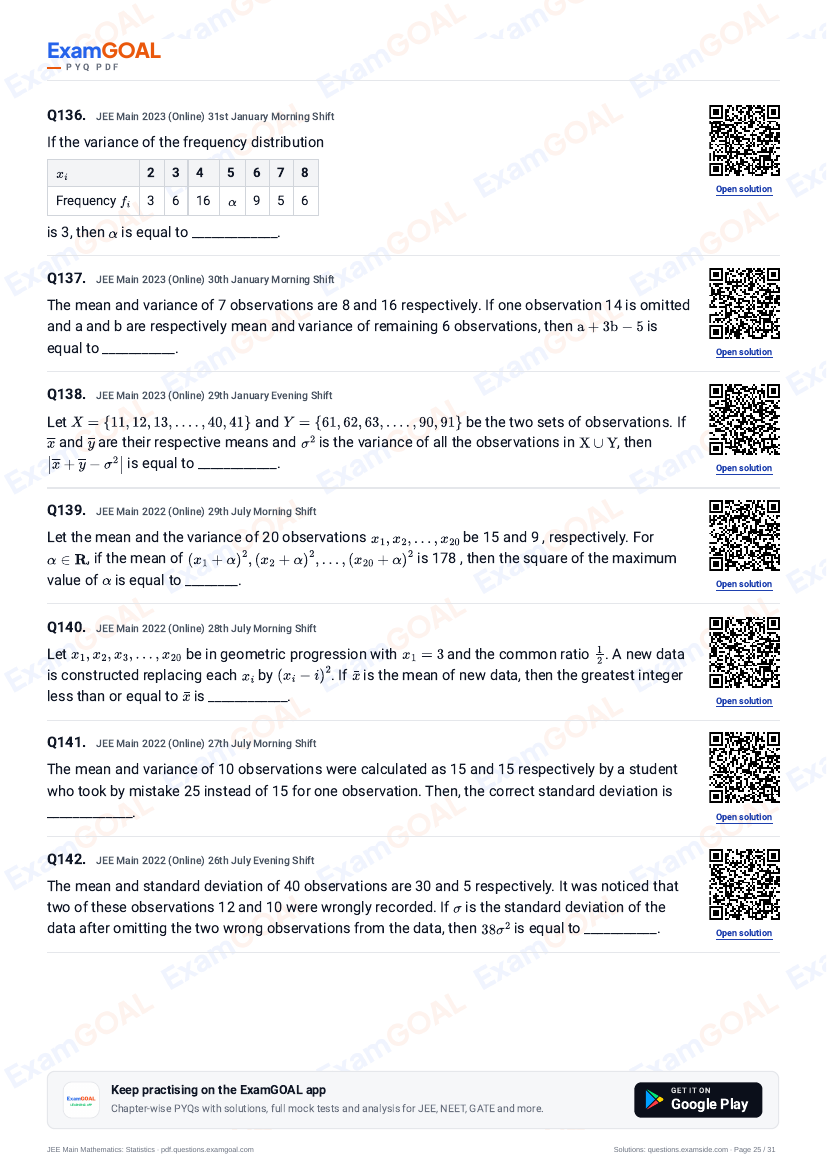 ExamGOAL
PYQ PDF
Q136. JEE Main 2023 (Online) 31st January Morning Shift
If the variance of the frequency distribution
x_i 2 3 4 5 6 7 8
Frequency f_i 3 6 16 α 9 5 6
is 3, then α is equal to _____________.
Open solution
Q137. JEE Main 2023 (Online) 30th January Morning Shift
The mean and variance of 7 observations are 8 and 16 respectively. If one observation 14 is omitted
and a and b are respectively mean and variance of remaining 6 observations, then a + 3b − 5 is
equal to ___________.
Open solution
Q138. JEE Main 2023 (Online) 29th January Evening Shift
Let X = {11, 12, 13, . . . . , 40, 41} and Y = {61, 62, 63, . . . . , 90, 91} be the two sets of observations. If
x̅ and y̅ are their respective means and σ² is the variance of all the observations in X ∪ Y, then
|x̅ + y̅ − σ²| is equal to ____________.
Open solution
Q139. JEE Main 2022 (Online) 29th July Morning Shift
Let the mean and the variance of 20 observations x₁, x₂, . . . , x₂₀ be 15 and 9 , respectively. For
α ∈ R, if the mean of (x₁ + α)², (x₂ + α)², . . . , (x₂₀ + α)² is 178 , then the square of the maximum
value of α is equal to ________.
Open solution
Q140. JEE Main 2022 (Online) 28th July Morning Shift
Let x₁, x₂, x₃, . . . , x₂₀ be in geometric progression with x₁ = 3 and the common ratio 1/2. A new data
is constructed replacing each x_i by (x_i − i)². If x̄ is the mean of new data, then the greatest integer
less than or equal to x̄ is ____________.
Open solution
Q141. JEE Main 2022 (Online) 27th July Morning Shift
The mean and variance of 10 observations were calculated as 15 and 15 respectively by a student
who took by mistake 25 instead of 15 for one observation. Then, the correct standard deviation is
_____________.
Open solution
Q142. JEE Main 2022 (Online) 26th July Evening Shift
The mean and standard deviation of 40 observations are 30 and 5 respectively. It was noticed that
two of these observations 12 and 10 were wrongly recorded. If σ is the standard deviation of the
data after omitting the two wrong observations from the data, then 38σ² is equal to ___________.
Open solution
Keep practising on the ExamGOAL app
Chapter-wise PYQs with solutions, full mock tests and analysis for JEE, NEET, GATE and more.
GET IT ON
Google Play
JEE Main Mathematics: Statistics · pdf.questions.examgoal.com
Solutions: questions.examside.com · Page 25 / 31